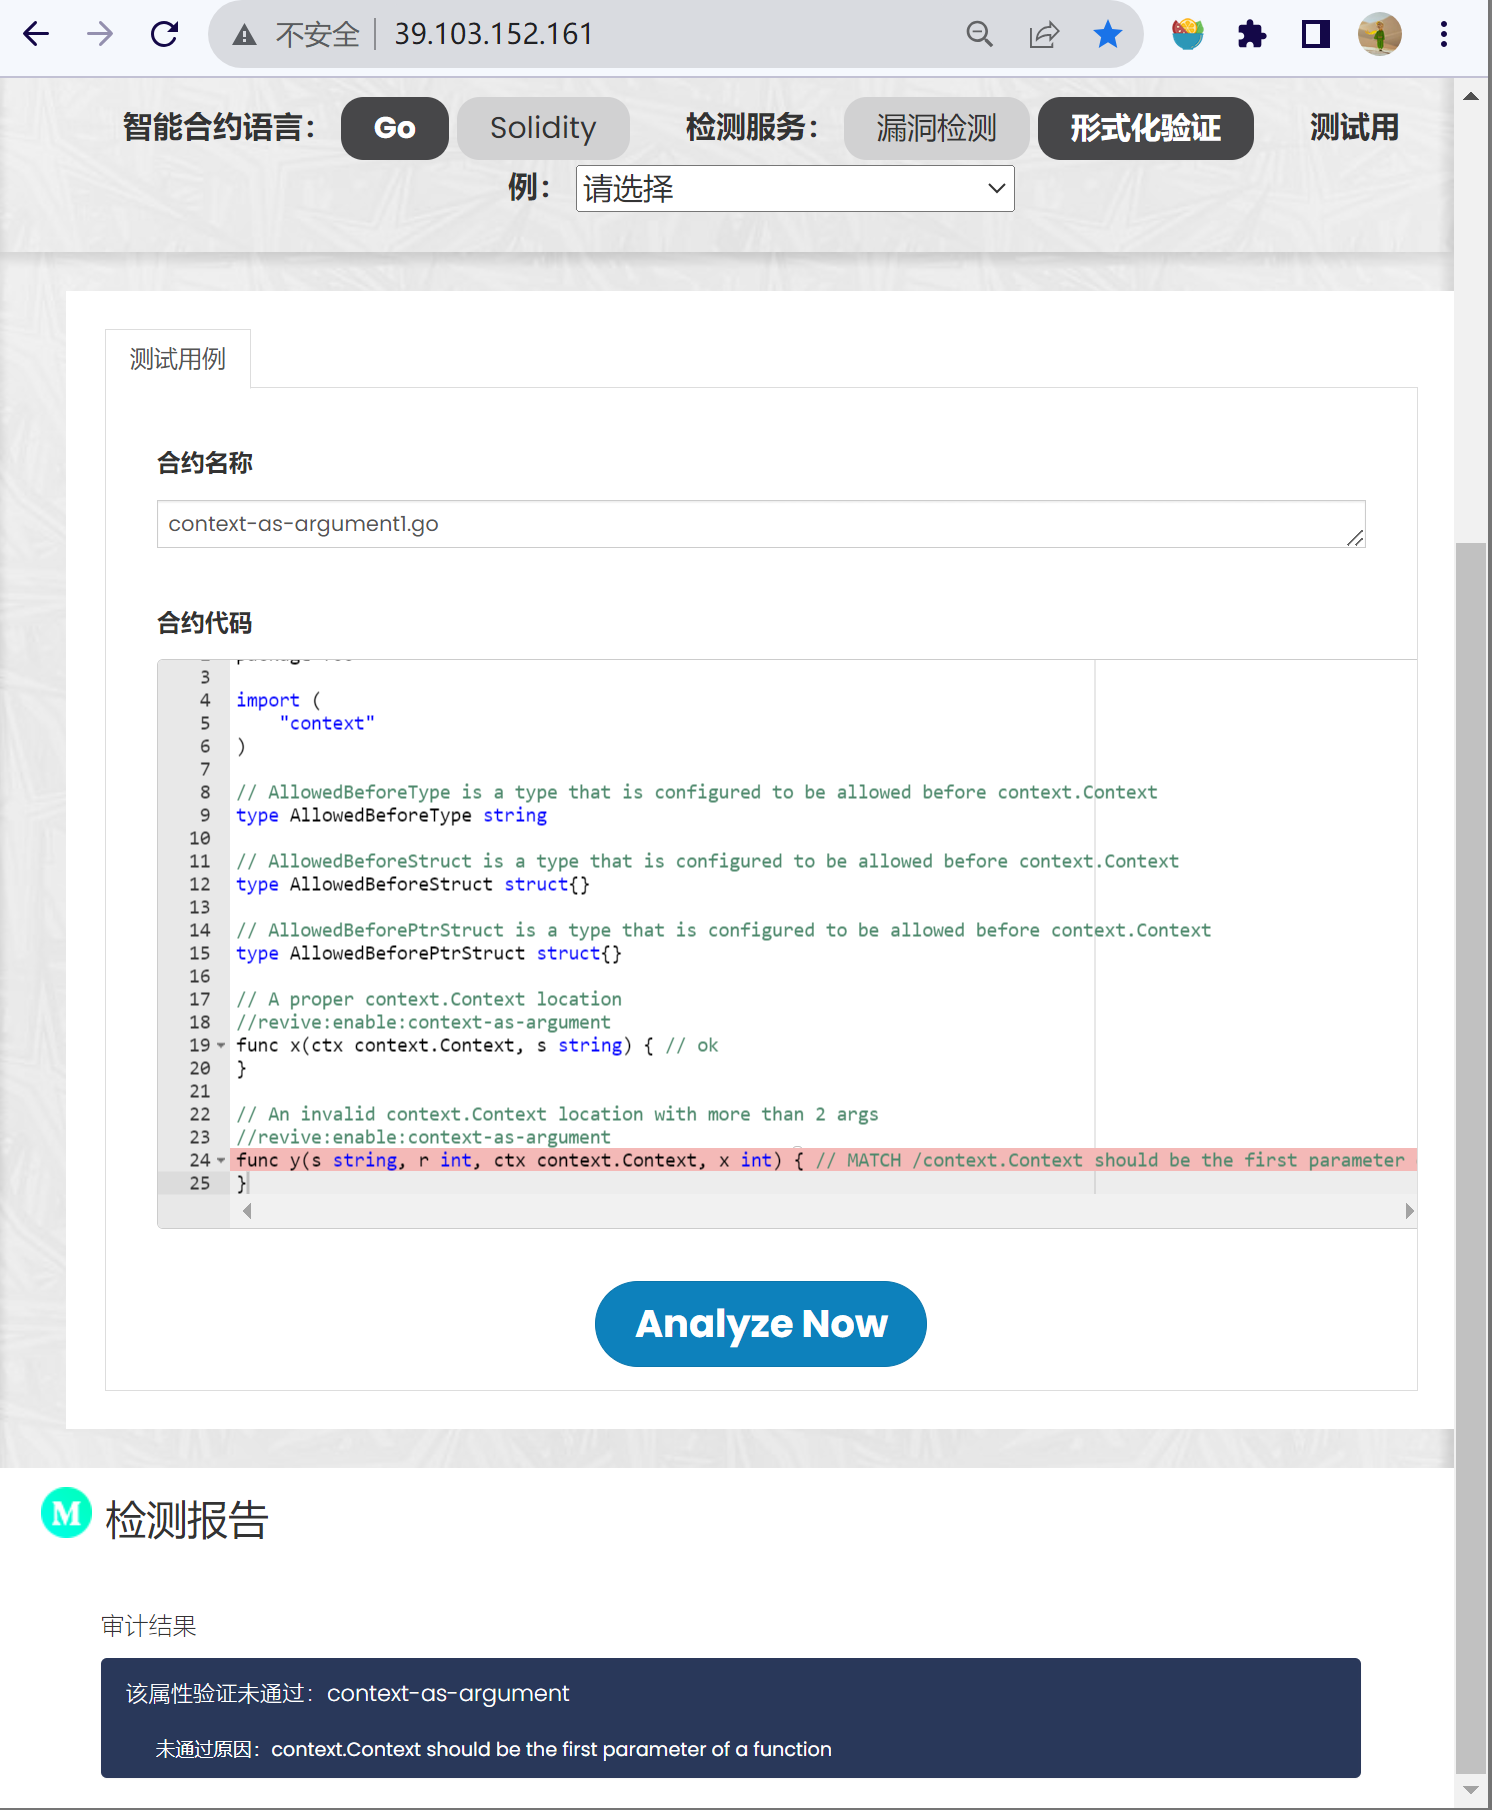 不安全 39.103.152.161
智能合约语言： Go Solidity 检测服务： 漏洞检测 形式化验证 测试用
例： 请选择
测试用例
合约名称
context-as-argument1.go
合约代码
3
4 import (
5 "context"
6 )
7
8 // AllowedBeforeType is a type that is configured to be allowed before context.Context
9 type AllowedBeforeType string
10
11 // AllowedBeforeStruct is a type that is configured to be allowed before context.Context
12 type AllowedBeforeStruct struct{}
13
14 // AllowedBeforePtrStruct is a type that is configured to be allowed before context.Context
15 type AllowedBeforePtrStruct struct{}
16
17 // A proper context.Context location
18 //revive:enable:context-as-argument
19 func x(ctx context.Context, s string) { // ok
20 }
21
22 // An invalid context.Context location with more than 2 args
23 //revive:enable:context-as-argument
24 func y(s string, r int, ctx context.Context, x int) { // MATCH /context.Context should be the first parameter
25 }
Analyze Now
M 检测报告
审计结果
该属性验证未通过：context-as-argument
未通过原因：context.Context should be the first parameter of a function